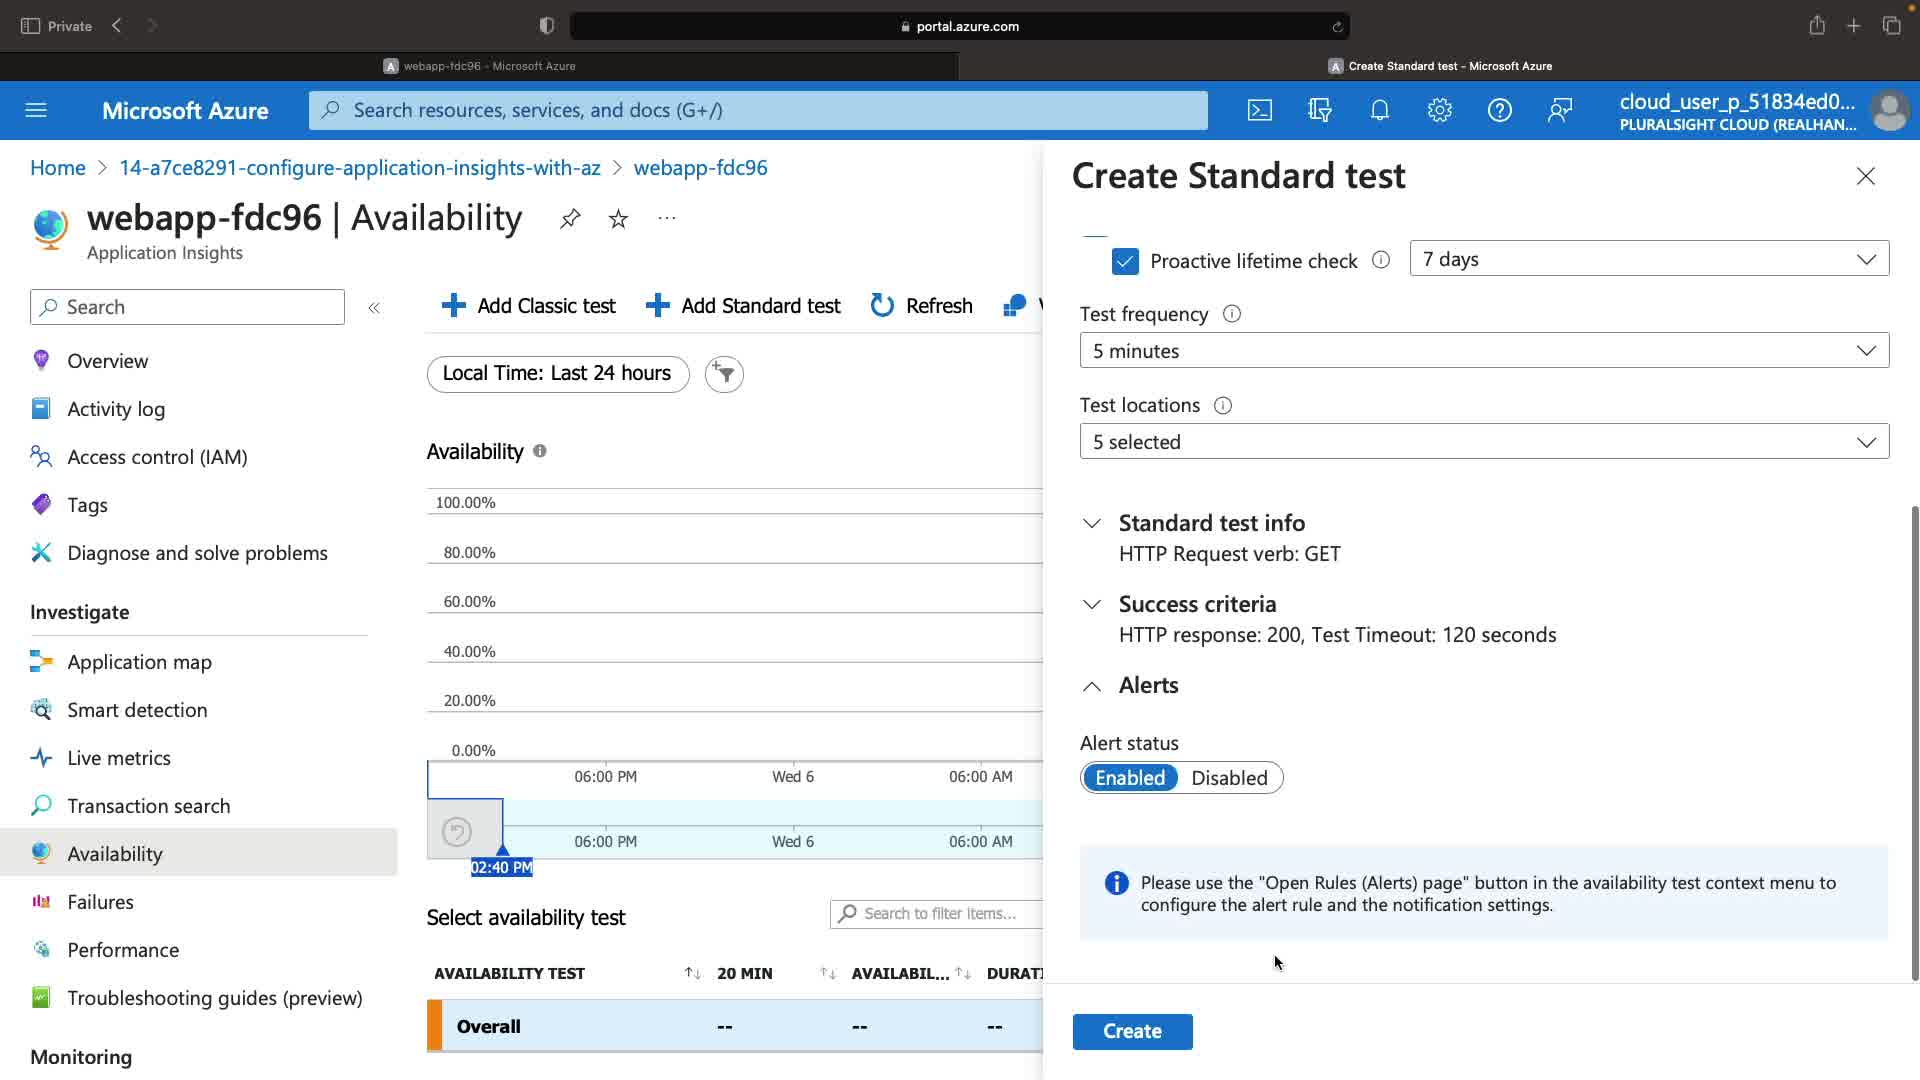 Private
portal.azure.com
webapp-fdc96 - Microsoft Azure
Create Standard test - Microsoft Azure
Microsoft Azure
Search resources, services, and docs (G+/)
cloud_user_p_51834ed0...
PLURALSIGHT CLOUD (REALHAN...
Home > 14-a7ce8291-configure-application-insights-with-az > webapp-fdc96
webapp-fdc96 | Availability
Application Insights
Search
Overview
Activity log
Access control (IAM)
Tags
Diagnose and solve problems
Investigate
Application map
Smart detection
Live metrics
Transaction search
Availability
Failures
Performance
Troubleshooting guides (preview)
Monitoring
Add Classic test
Add Standard test
Refresh
Local Time: Last 24 hours
Availability
100.00%
80.00%
60.00%
40.00%
20.00%
0.00%
06:00 PM Wed 6 06:00 AM
06:00 PM Wed 6 06:00 AM
02:40 PM
Select availability test
Search to filter items...
AVAILABILITY TEST 20 MIN AVAILABIL... DURATI
Overall -- -- --
Create Standard test
Proactive lifetime check
7 days
Test frequency
5 minutes
Test locations
5 selected
Standard test info
HTTP Request verb: GET
Success criteria
HTTP response: 200, Test Timeout: 120 seconds
Alerts
Alert status
Enabled Disabled
Please use the "Open Rules (Alerts) page" button in the availability test context menu to
configure the alert rule and the notification settings.
Create